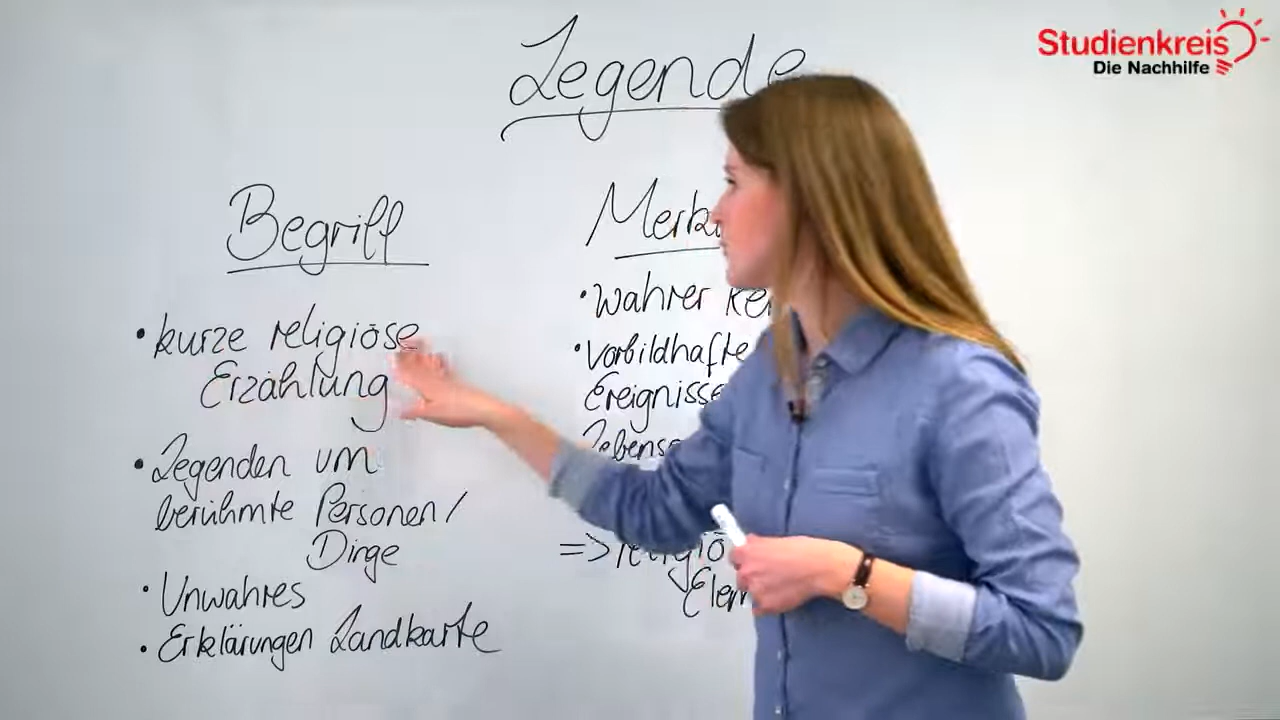 Studienkreis
Die Nachhilfe
Legende
Begriff
• kurze religiöse
Erzählung
• Legenden um
berühmte Personen/
Dinge
• Unwahres
• Erklärungen Landkarte
• wahrer
• Vorbildhafte
Ereignisse
=>